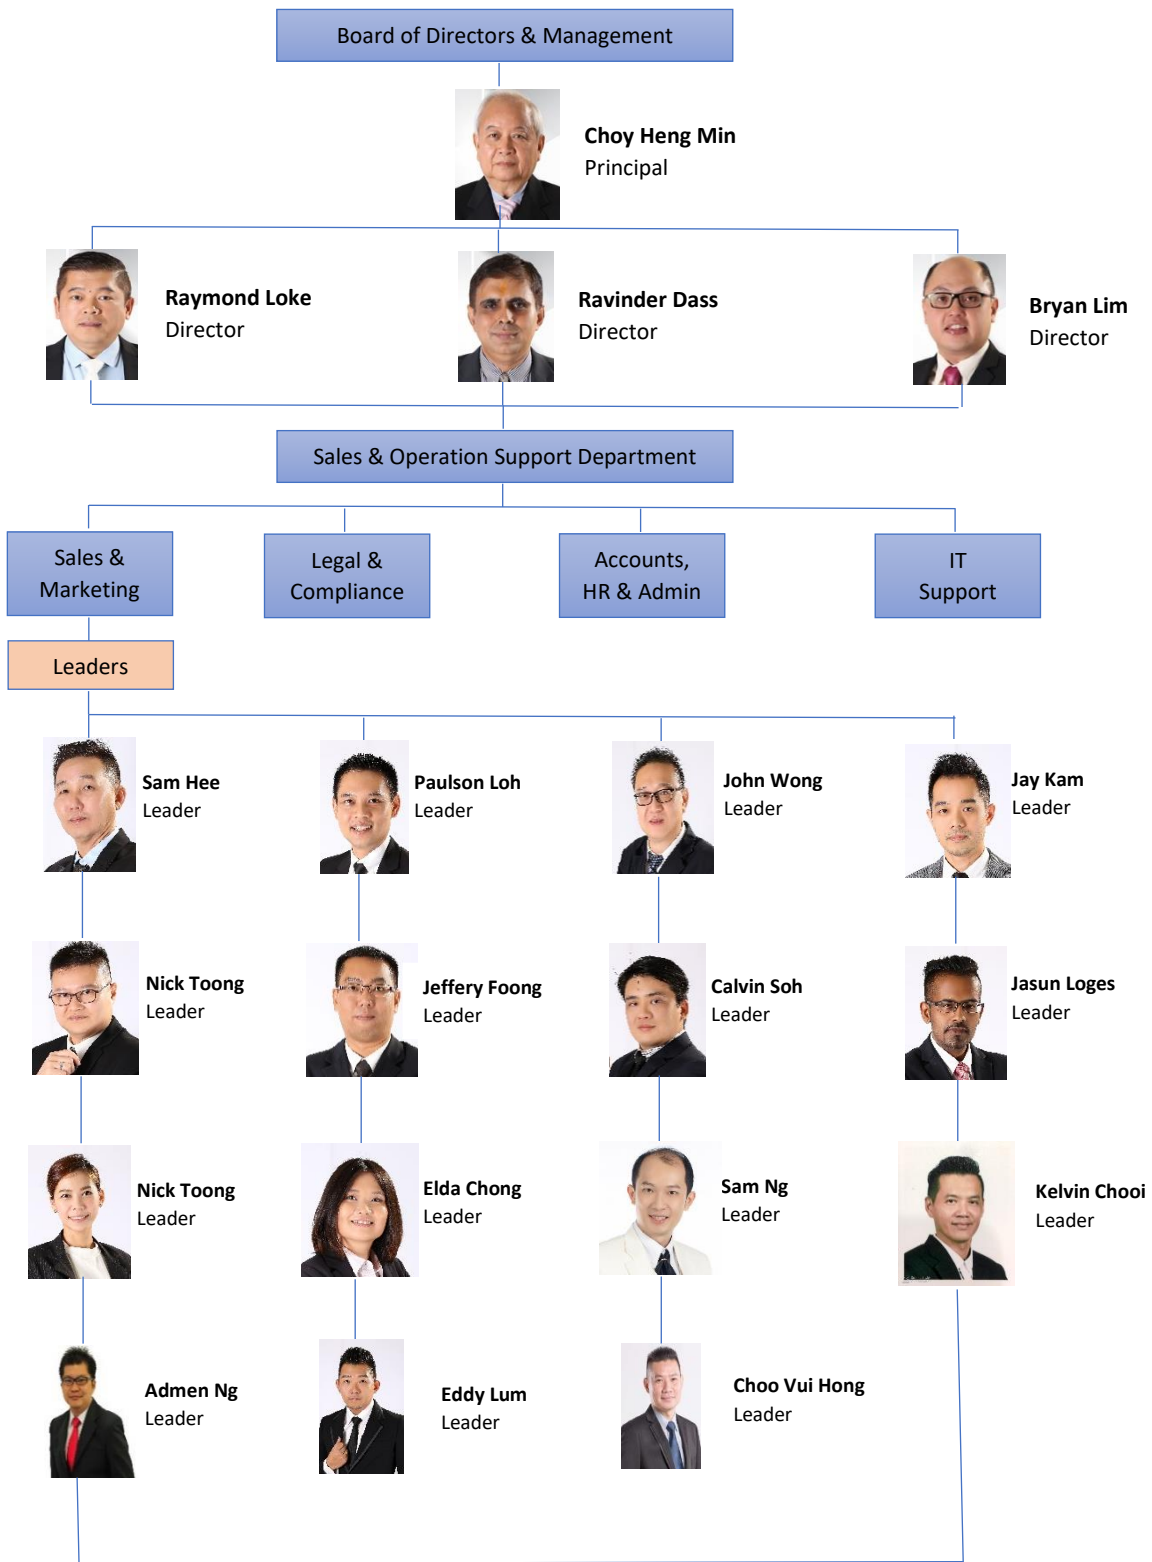 Board of Directors & Management
Choy Heng Min
Principal
Raymond Loke
Director
Ravinder Dass
Director
Bryan Lim
Director
Sales & Operation Support Department
Sales &
Marketing
Legal &
Compliance
Accounts,
HR & Admin
IT
Support
Leaders
Sam Hee
Leader
Paulson Loh
Leader
John Wong
Leader
Jay Kam
Leader
Nick Toong
Leader
Jeffery Foong
Leader
Calvin Soh
Leader
Jasun Loges
Leader
Nick Toong
Leader
Elda Chong
Leader
Sam Ng
Leader
Kelvin Chooi
Leader
Admen Ng
Leader
Eddy Lum
Leader
Choo Vui Hong
Leader